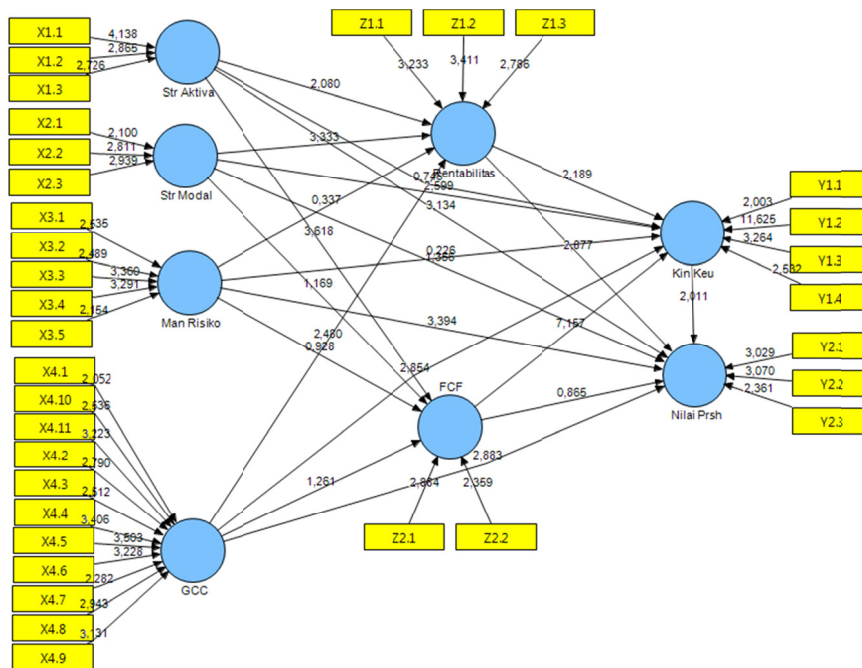 X1.1
4,138
X1.2
2,865
X1.3
2,726
Str Aktiva
X2.1
2,100
X2.2
2,811
X2.3
2,939
Str Modal
X3.1
2,635
X3.2
2,489
X3.3
3,360
X3.4
3,291
X3.5
2,154
Man Risiko
X4.1
2,052
X4.10
2,536
X4.11
3,223
X4.2
2,790
X4.3
2,512
X4.4
3,406
X4.5
3,503
X4.6
3,228
X4.7
2,282
X4.8
2,943
X4.9
3,131
GCC
Z1.1
Z1.2
Z1.3
3,233
3,411
2,786
Rentabilitas
2,080
3,333
0,337
2,599
3,134
3,618
0,226
1,169
2,480
0,928
2,854
3,394
2,877
7,157
2,189
2,011
0,865
2,883
1,261
FCF
2,864
2,359
Z2.1
Z2.2
Kin Keu
Y1.1
2,003
Y1.2
11,625
Y1.3
3,264
Y1.4
2,532
Nilai Prsh
Y2.1
3,029
Y2.2
3,070
Y2.3
2,361